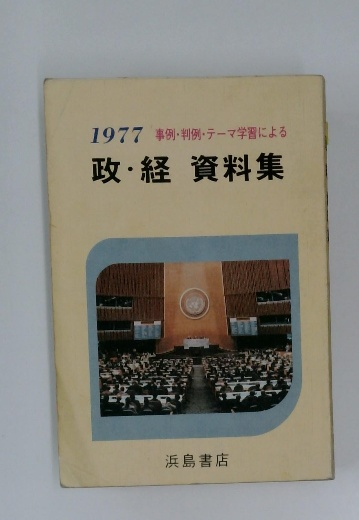 1977 事例・判例・テーマ学習による
政・経 資料集
浜島書店